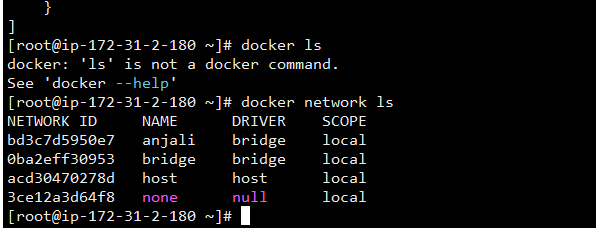 }
]
[root@ip-172-31-2-180 ~]# docker ls
docker: 'ls' is not a docker command.
See 'docker --help'
[root@ip-172-31-2-180 ~]# docker network ls
NETWORK ID     NAME      DRIVER    SCOPE
bd3c7d5950e7   anjali    bridge    local
0ba2eff30953   bridge    bridge    local
acd30470278d   host      host      local
3ce12a3d64f8   none      null      local
[root@ip-172-31-2-180 ~]#